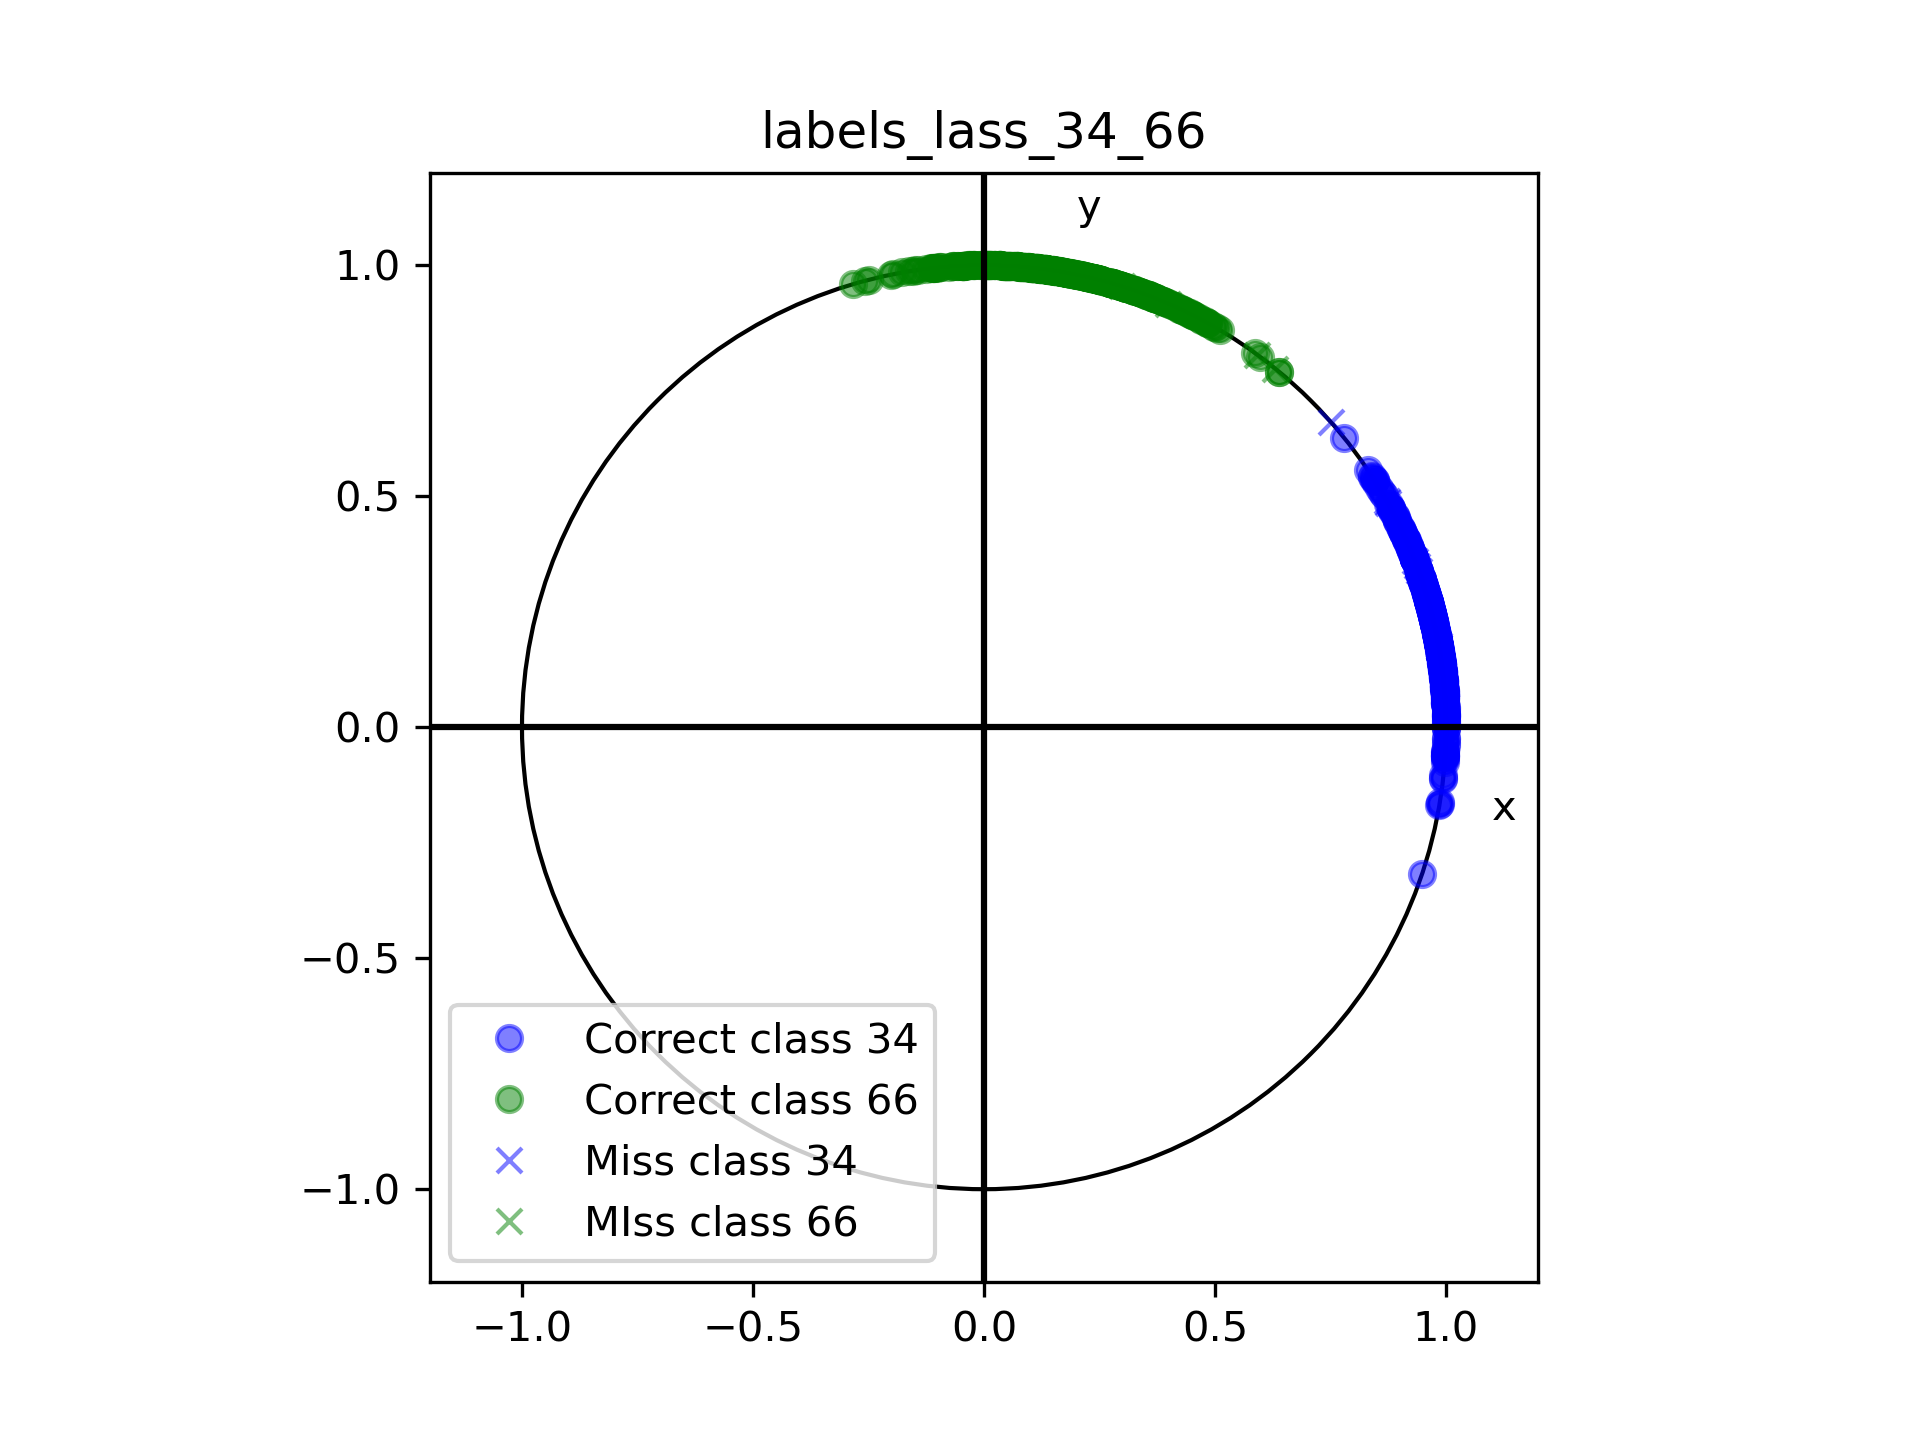 labels_lass_34_66
y
1.0
0.5
0.0
−0.5
−1.0
x
Correct class 34
Correct class 66
Miss class 34
MIss class 66
−1.0 −0.5 0.0 0.5 1.0